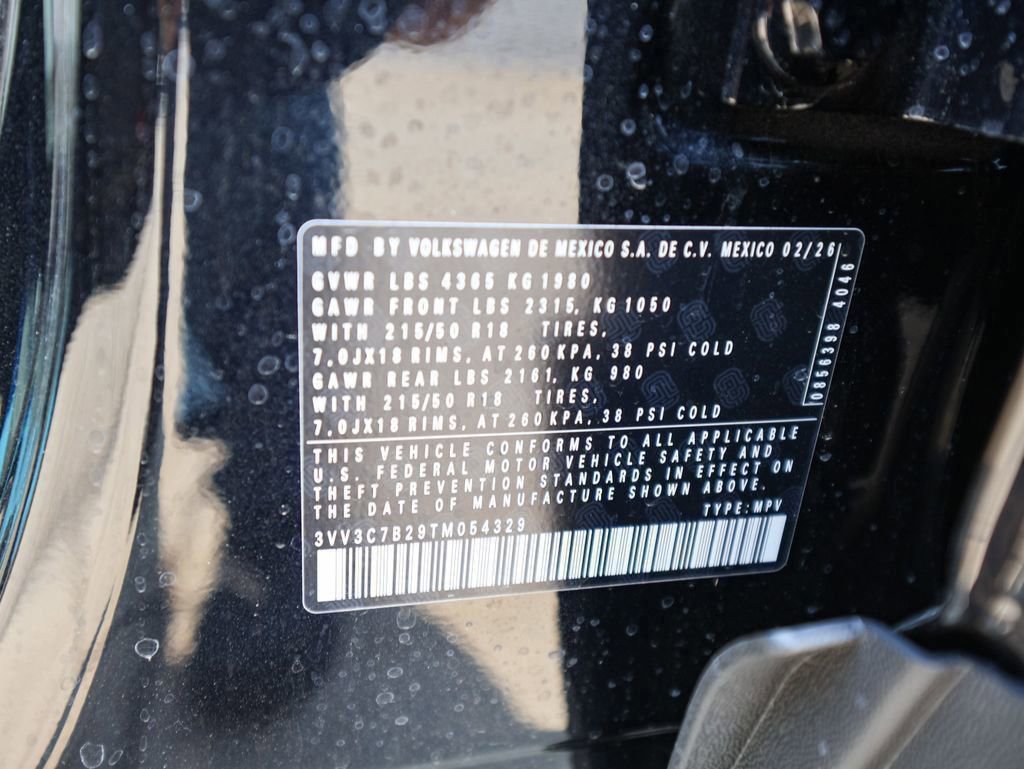 MFD BY VOLKSWAGEN DE MEXICO S.A. DE C.V. MEXICO 02/26
GVWR LBS 4365 KG 1980
GAWR FRONT LBS 2315, KG 1050
WITH 215/50 R18 TIRES,
7.0JX18 RIMS, AT 260 KPA, 38 PSI COLD
GAWR REAR LBS 2161, KG 980
WITH 215/50 R18 TIRES,
7.0JX18 RIMS, AT 260 KPA, 38 PSI COLD
0856398 4046
THIS VEHICLE CONFORMS TO ALL APPLICABLE
U.S. FEDERAL MOTOR VEHICLE SAFETY AND
THEFT PREVENTION STANDARDS IN EFFECT ON
THE DATE OF MANUFACTURE SHOWN ABOVE.
TYPE: MPV
3VV3C7B29TM054329